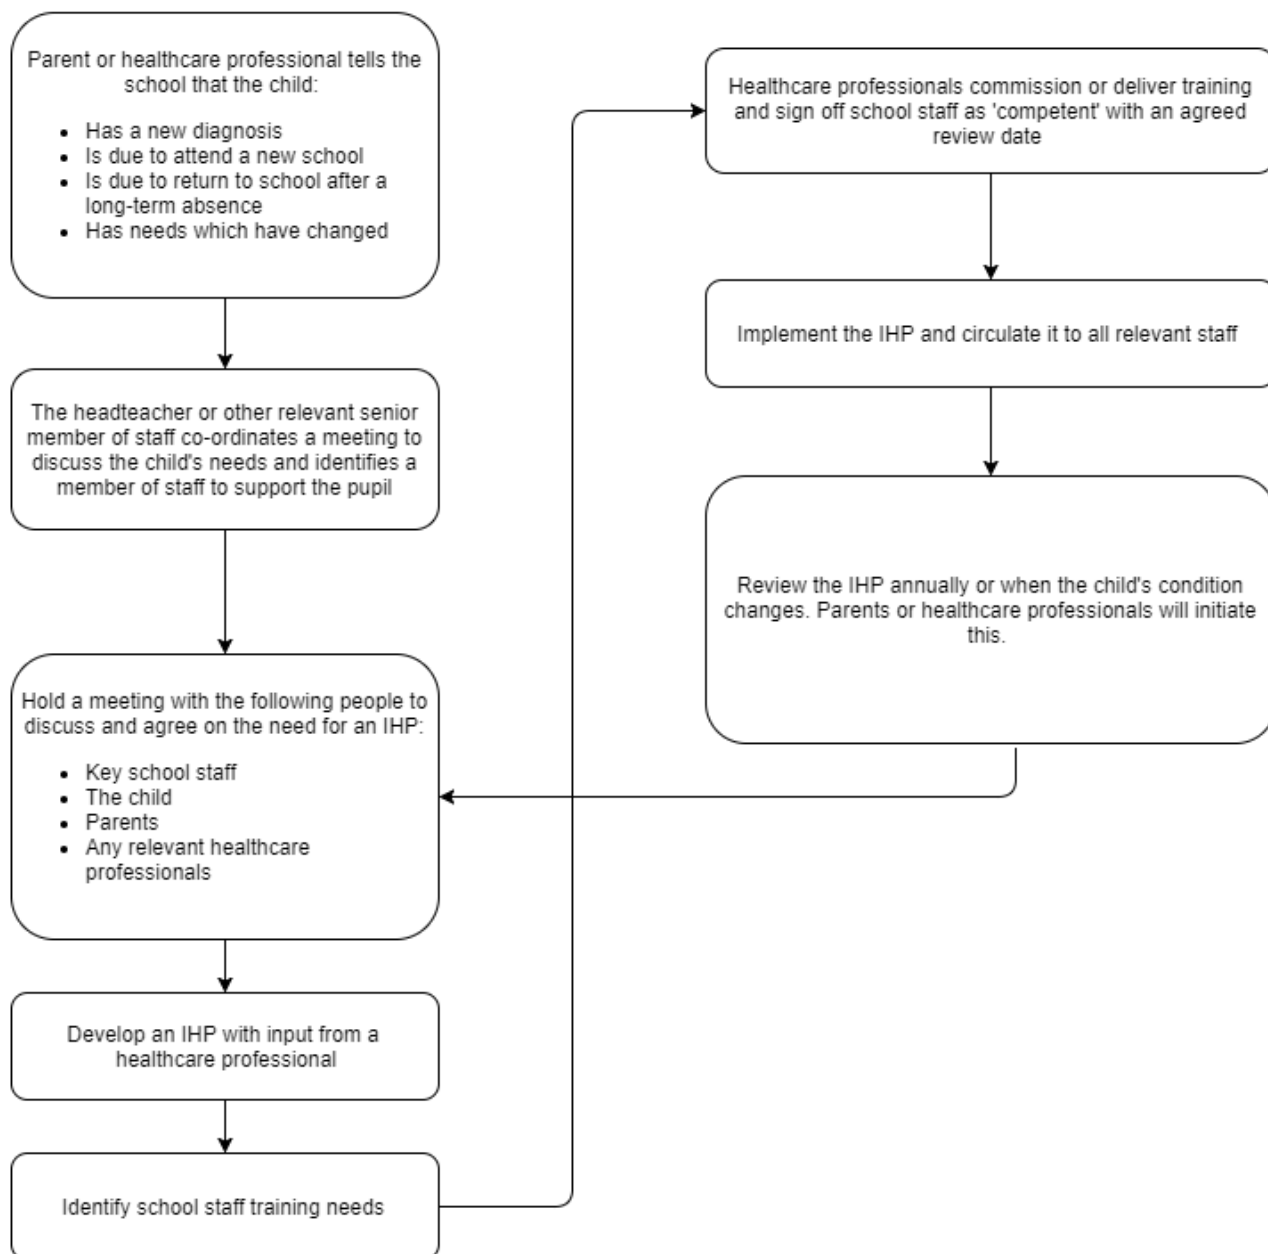 Parent or healthcare professional tells the
school that the child:
• Has a new diagnosis
• Is due to attend a new school
• Is due to return to school after a
long-term absence
• Has needs which have changed
The headteacher or other relevant senior
member of staff co-ordinates a meeting to
discuss the child's needs and identifies a
member of staff to support the pupil
Hold a meeting with the following people to
discuss and agree on the need for an IHP:
• Key school staff
• The child
• Parents
• Any relevant healthcare
professionals
Develop an IHP with input from a
healthcare professional
Identify school staff training needs
Healthcare professionals commission or deliver training
and sign off school staff as 'competent' with an agreed
review date
Implement the IHP and circulate it to all relevant staff
Review the IHP annually or when the child's condition
changes. Parents or healthcare professionals will initiate
this.